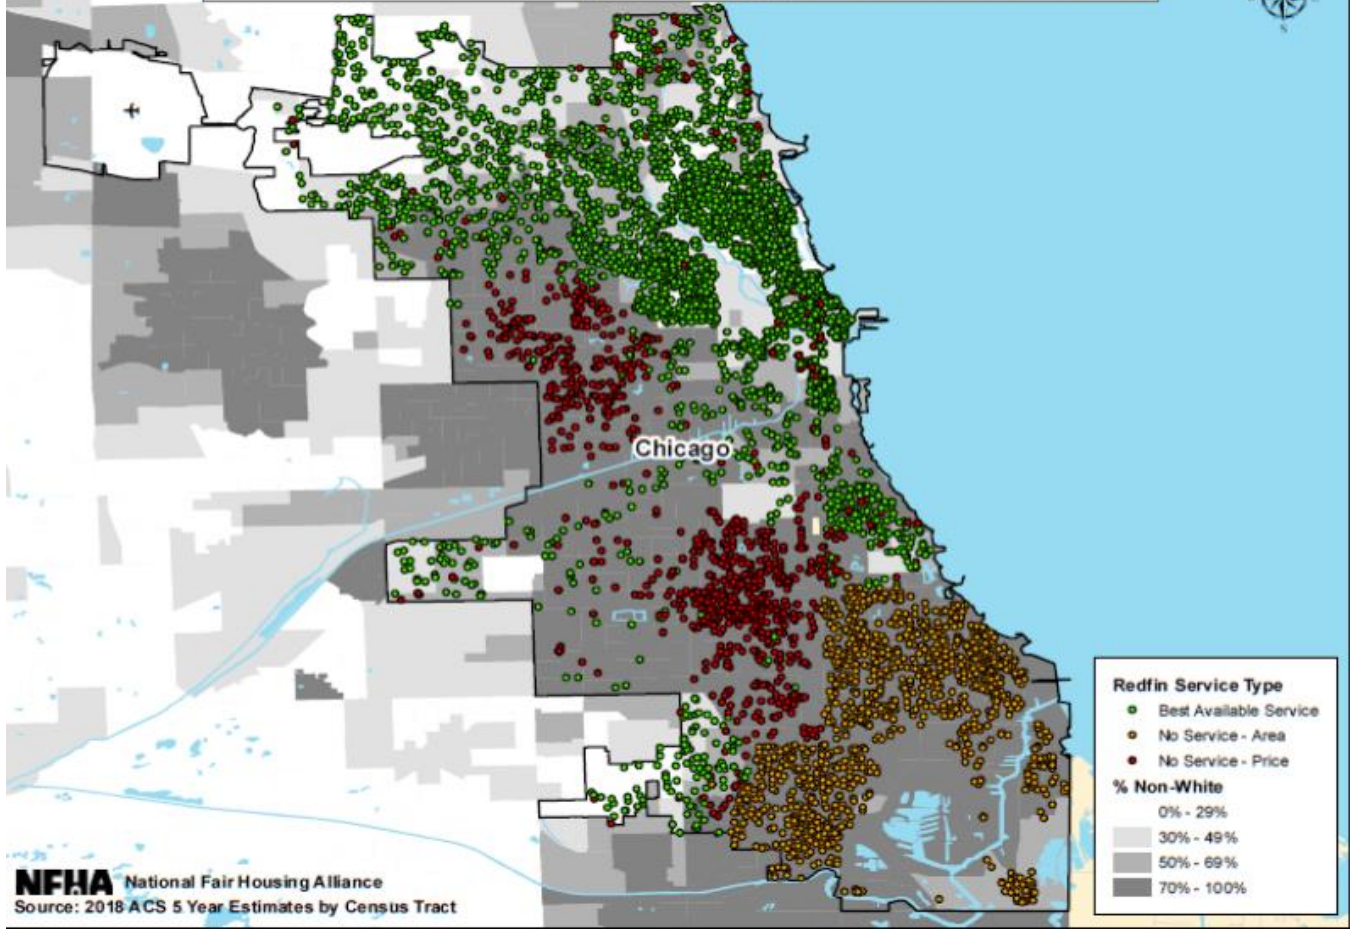 S
Chicago
Redfin Service Type
Best Available Service
No Service - Area
No Service - Price
% Non-White
0% - 29%
30% - 49%
50% - 69%
70% - 100%
NFHA National Fair Housing Alliance
Source: 2018 ACS 5 Year Estimates by Census Tract